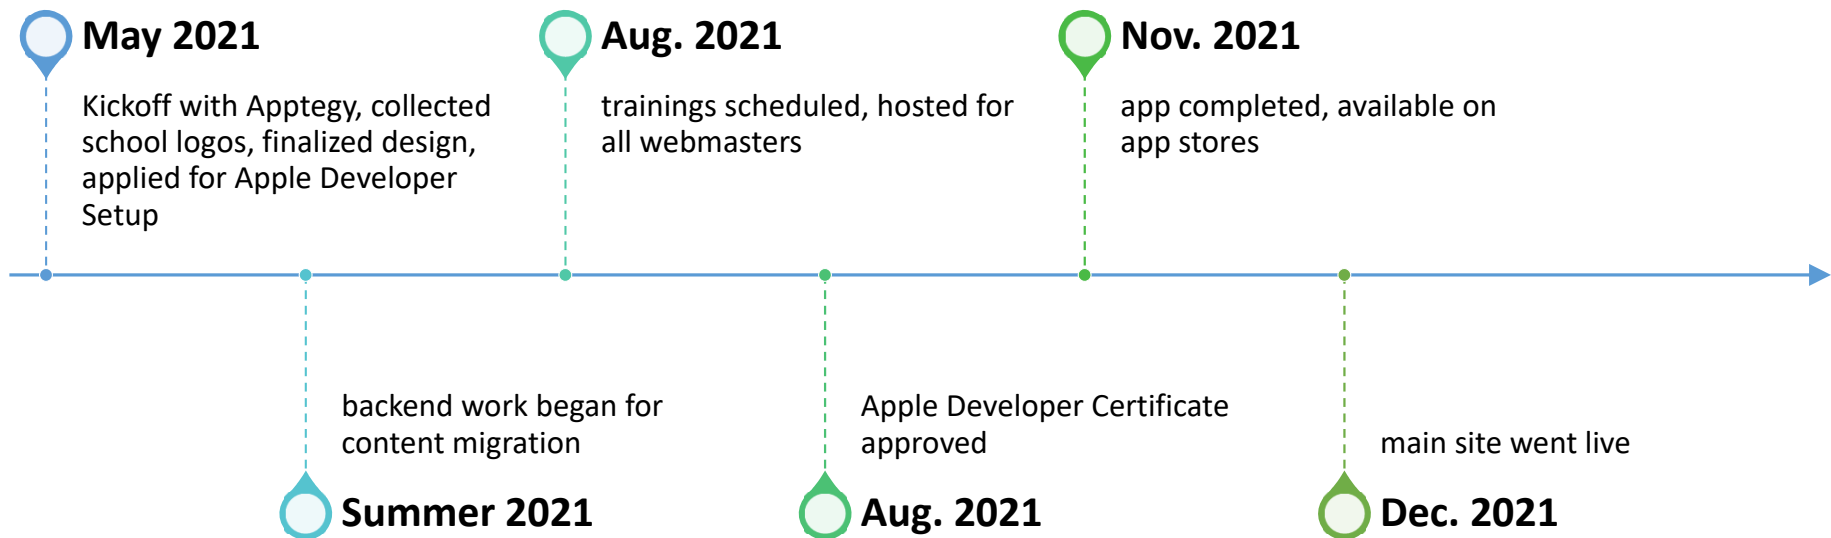 May 2021
Kickoff with Apptegy, collected
school logos, finalized design,
applied for Apple Developer
Setup
backend work began for
content migration
Summer 2021
Aug. 2021
trainings scheduled, hosted for
all webmasters
Apple Developer Certificate
approved
Aug. 2021
Nov. 2021
app completed, available on
app stores
main site went live
Dec. 2021